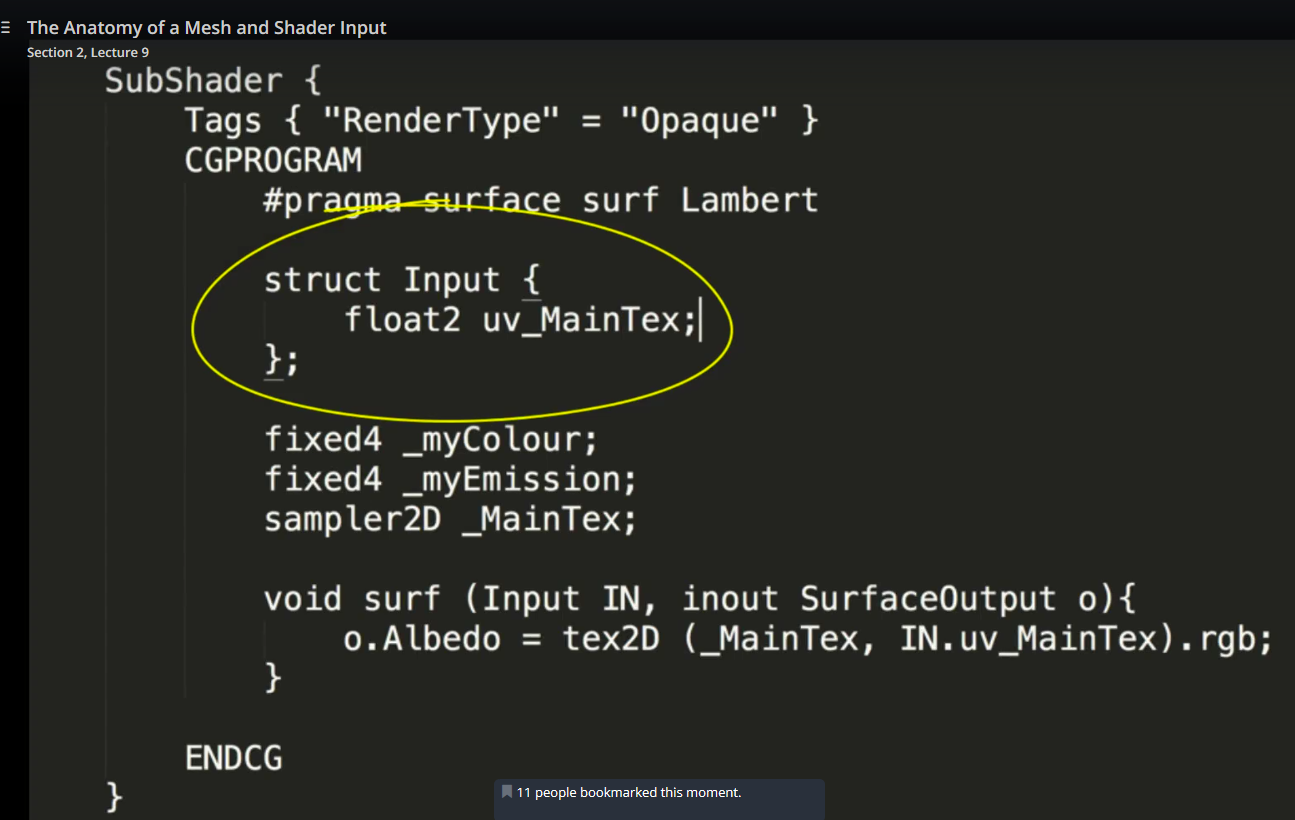 The Anatomy of a Mesh and Shader Input
Section 2, Lecture 9
SubShader {
Tags { "RenderType" = "Opaque" }
CGPROGRAM
#pragma surface surf Lambert
struct Input {
float2 uv_MainTex;
};
fixed4 _myColour;
fixed4 _myEmission;
sampler2D _MainTex;
void surf (Input IN, inout SurfaceOutput o){
o.Albedo = tex2D (_MainTex, IN.uv_MainTex).rgb;
}
ENDCG
}
11 people bookmarked this moment.